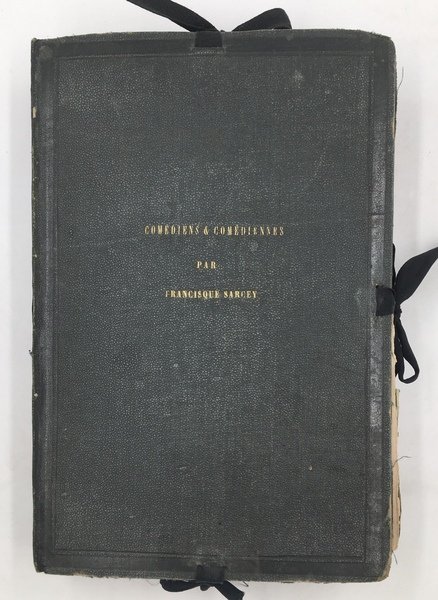 COMÉDIENS & COMÉDIENNES
PAR
FRANCISQUE SARCEY